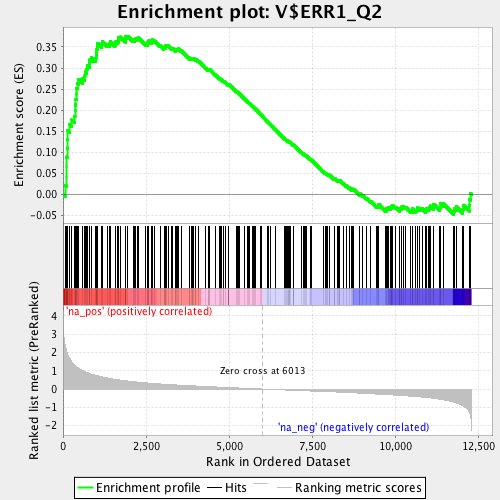 Enrichment plot: V$ERR1_Q2
Enrichment score (ES)
0.35
0.30
0.25
0.20
0.15
0.10
0.05
0.00
-0.05
'na_pos' (positively correlated)
Ranked list metric (PreRanked)
4
3
2
1
0
-1
-2
Zero cross at 6013
'na_neg' (negatively correlated)
0
2,500
5,000
7,500
10,000
12,500
Rank in Ordered Dataset
Enrichment profile
Hits
Ranking metric scores